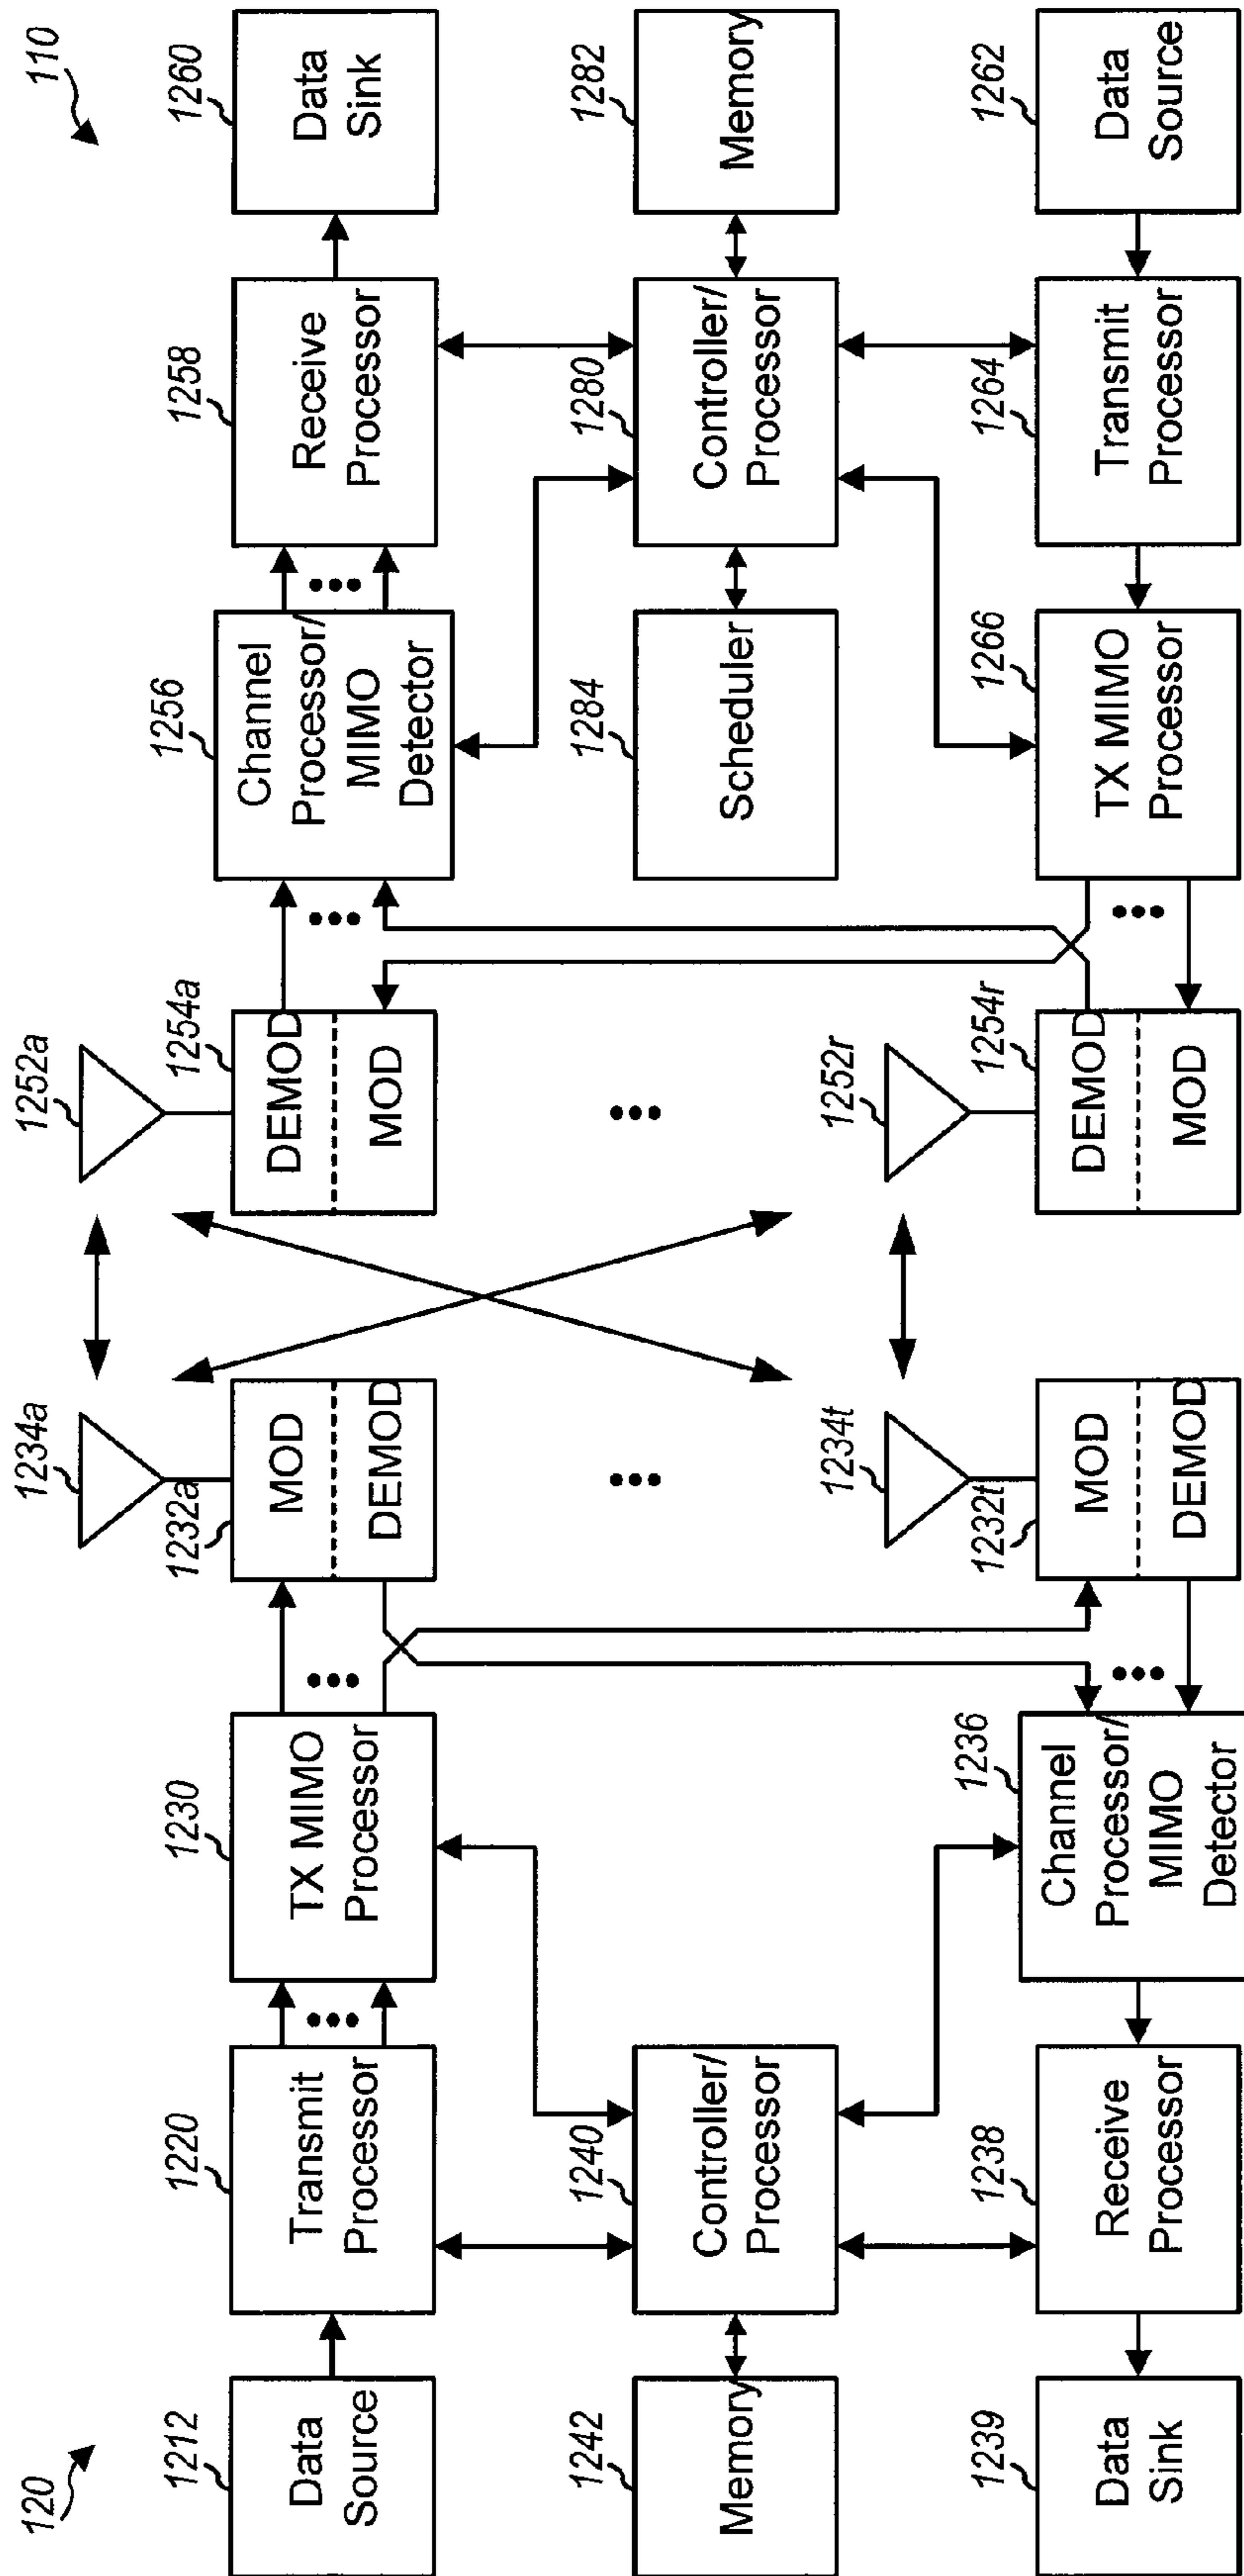 120
110
1212
Data
Source
1220
Transmit
Processor
1230
TX MIMO
Processor
1234a
1232a
MOD
DEMOD
1252a
1254a
DEMOD
MOD
1256
Channel
Processor/
MIMO
Detector
1258
Receive
Processor
1260
Data
Sink
1242
Memory
1240
Controller/
Processor
1284
Scheduler
1280
Controller/
Processor
1282
Memory
1239
Data
Sink
1238
Receive
Processor
1236
Channel
Processor/
MIMO
Detector
1234t
1232t
MOD
DEMOD
1252r
1254r
DEMOD
MOD
1266
TX MIMO
Processor
1264
Transmit
Processor
1262
Data
Source